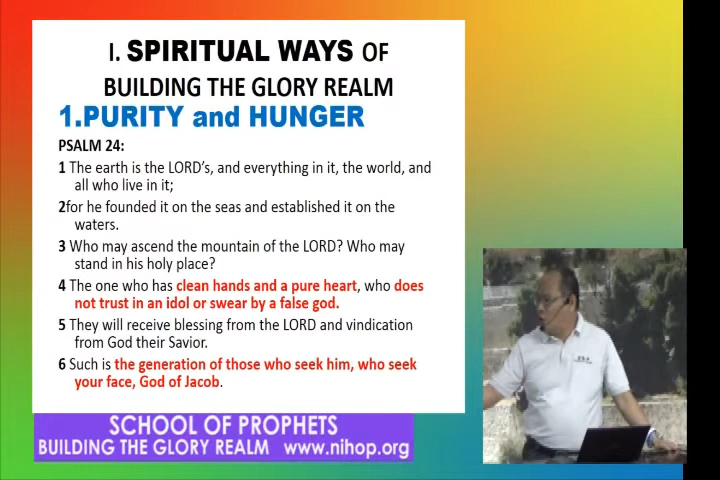 I. SPIRITUAL WAYS OF
BUILDING THE GLORY REALM
1.PURITY and HUNGER
PSALM 24:
1 The earth is the LORD's, and everything in it, the world, and
all who live in it;
2for he founded it on the seas and established it on the
waters.
3 Who may ascend the mountain of the LORD? Who may
stand in his holy place?
4 The one who has clean hands and a pure heart, who does
not trust in an idol or swear by a false god.
5 They will receive blessing from the LORD and vindication
from God their Savior.
6 Such is the generation of those who seek him, who seek
your face, God of Jacob.
SCHOOL OF PROPHETS
BUILDING THE GLORY REALM www.nihop.org